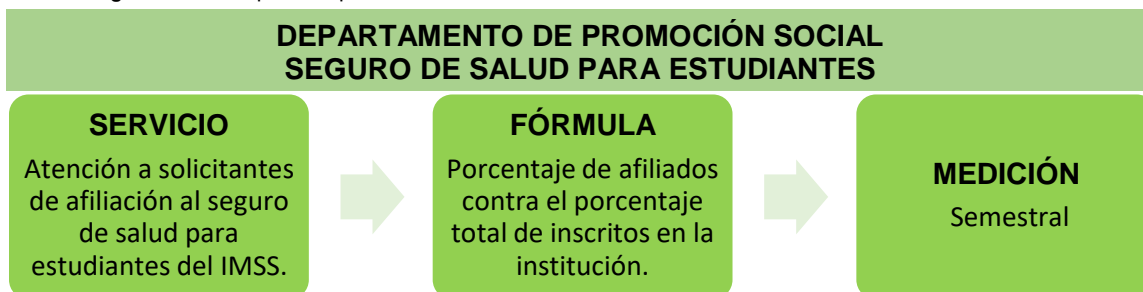 DEPARTAMENTO DE PROMOCIÓN SOCIAL
SEGURO DE SALUD PARA ESTUDIANTES
SERVICIO
Atención a solicitantes
de afiliación al seguro
de salud para
estudiantes del IMSS.
FÓRMULA
Porcentaje de afiliados
contra el porcentaje
total de inscritos en la
institución.
MEDICIÓN
Semestral